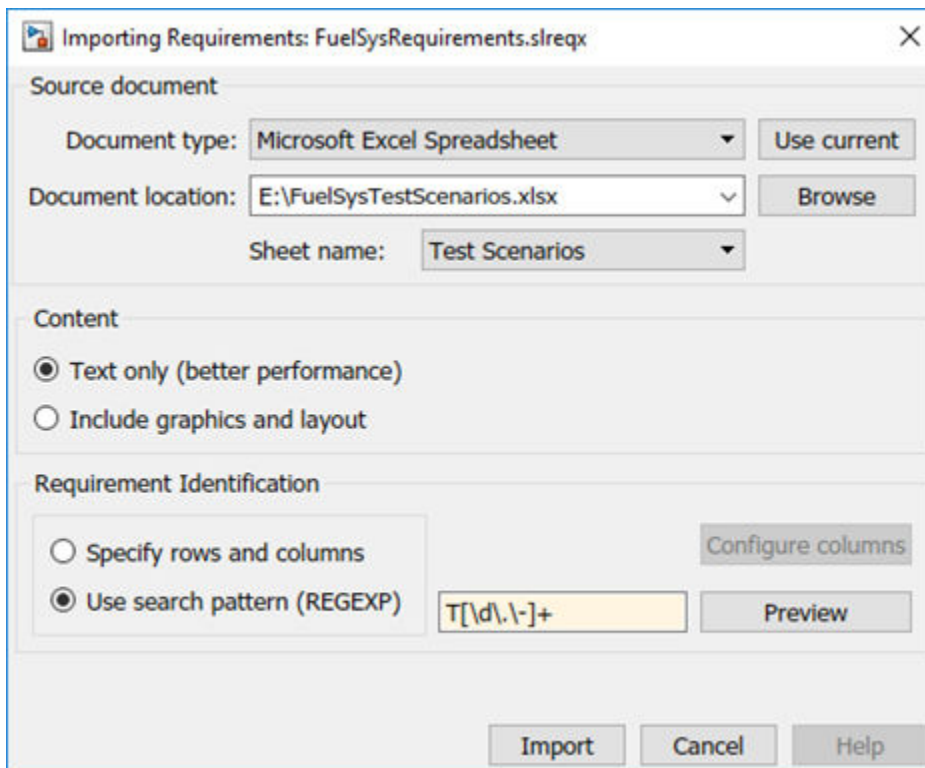 Importing Requirements: FuelSysRequirements.slreqx
Source document
Document type: Microsoft Excel Spreadsheet Use current
Document location: E:\FuelSysTestScenarios.xlsx Browse
Sheet name: Test Scenarios
Content
Text only (better performance)
Include graphics and layout
Requirement Identification
Specify rows and columns Configure columns
Use search pattern (REGEXP) T[\d\.\-]+ Preview
Import Cancel Help